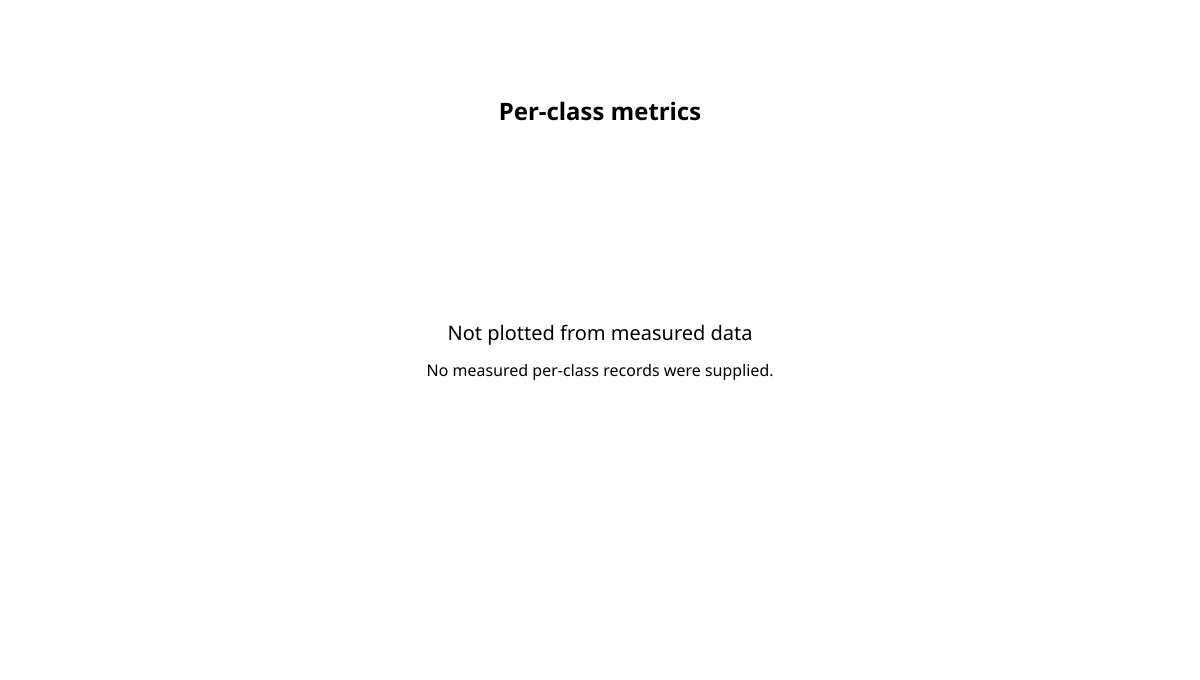 Per-class metrics
Not plotted from measured data
No measured per-class records were supplied.